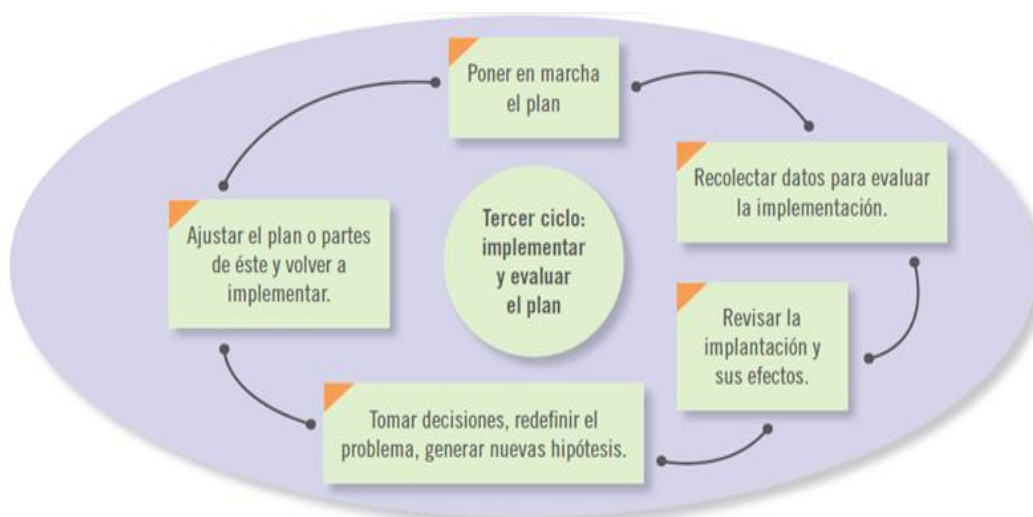 Poner en marcha
el plan
Recolectar datos para evaluar
la implementación.
Tercer ciclo:
implementar
y evaluar
el plan
Ajustar el plan o partes
de éste y volver a
implementar.
Revisar la
implantación y
sus efectos.
Tomar decisiones, redefinir el
problema, generar nuevas hipótesis.